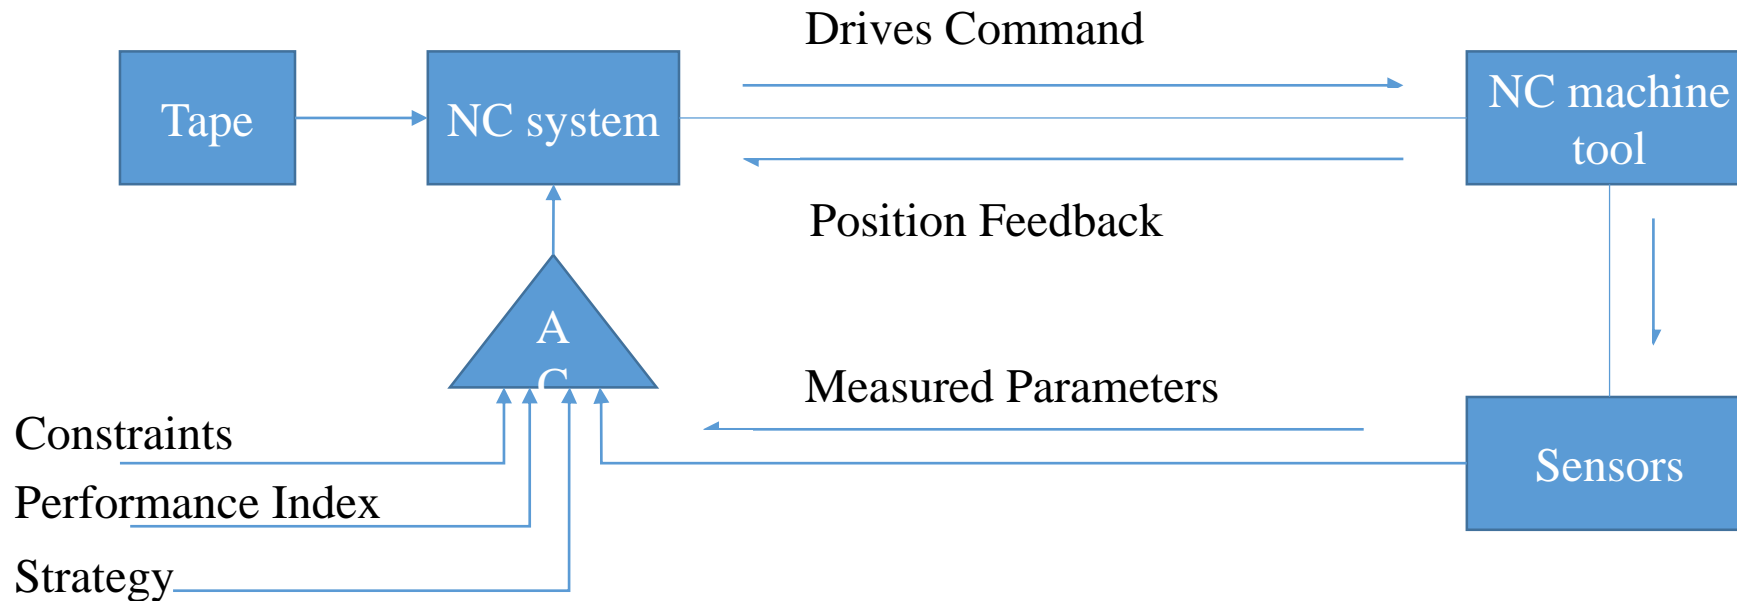 Drives Command
Tape
NC system
NC machine
tool
Position Feedback
A
C
Measured Parameters
Constraints
Performance Index
Strategy
Sensors